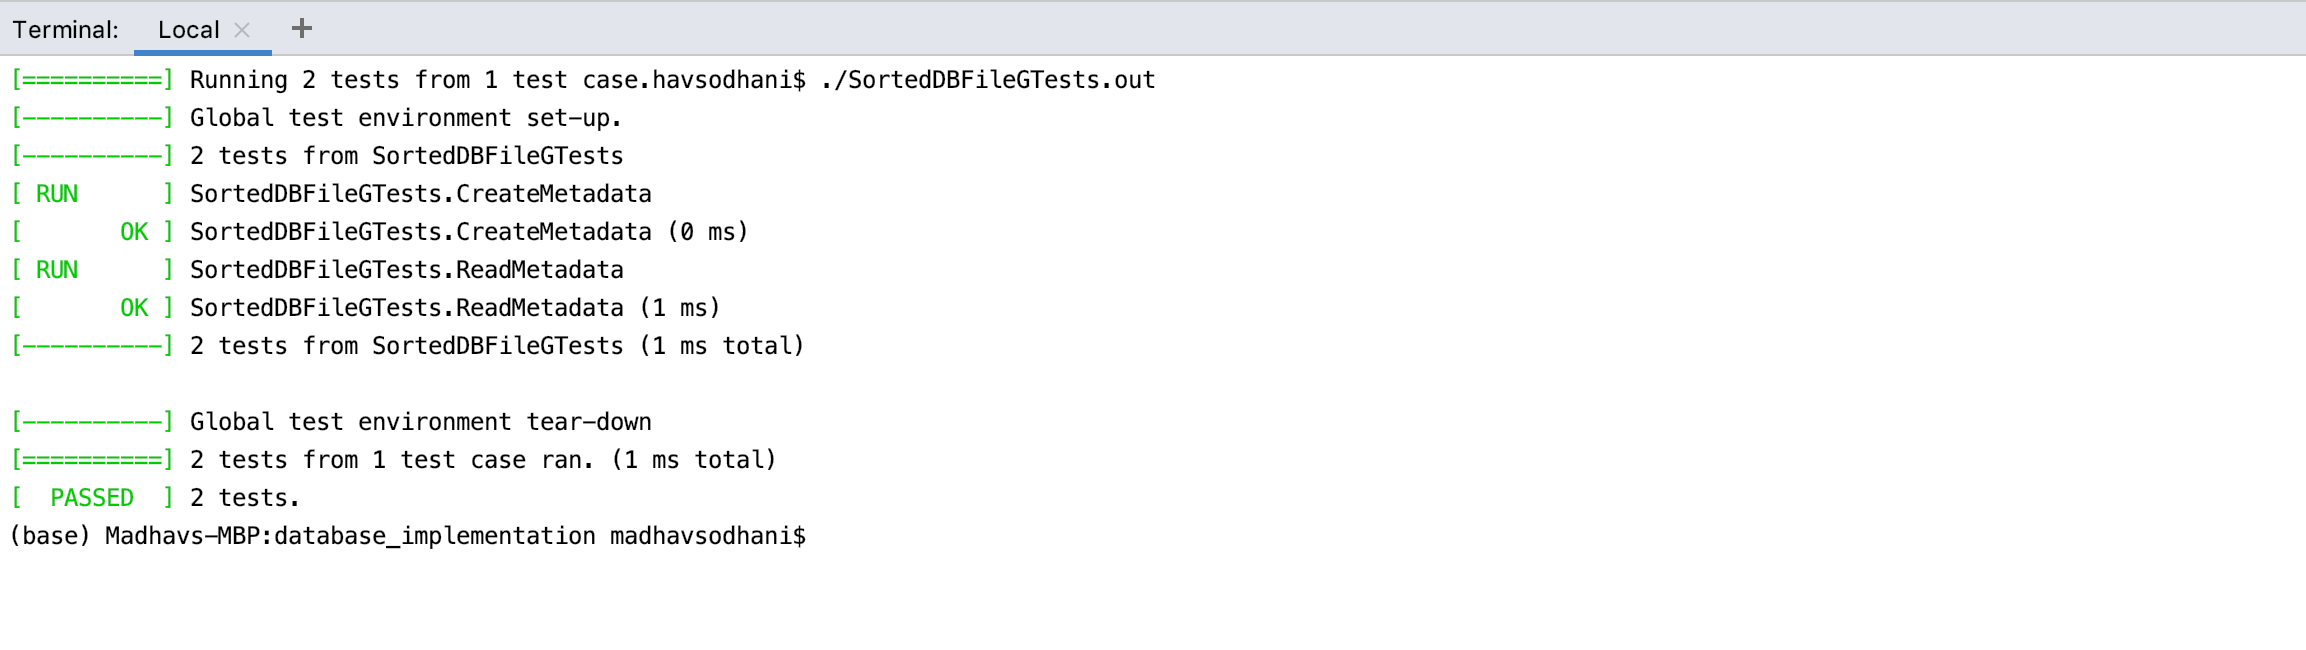 Terminal: Local × +
[==========] Running 2 tests from 1 test case.havsodhani$ ./SortedDBFileGTests.out
[----------] Global test environment set-up.
[----------] 2 tests from SortedDBFileGTests
[ RUN      ] SortedDBFileGTests.CreateMetadata
[       OK ] SortedDBFileGTests.CreateMetadata (0 ms)
[ RUN      ] SortedDBFileGTests.ReadMetadata
[       OK ] SortedDBFileGTests.ReadMetadata (1 ms)
[----------] 2 tests from SortedDBFileGTests (1 ms total)
[----------] Global test environment tear-down
[==========] 2 tests from 1 test case ran. (1 ms total)
[  PASSED  ] 2 tests.
(base) Madhavs-MBP:database_implementation madhavsodhani$